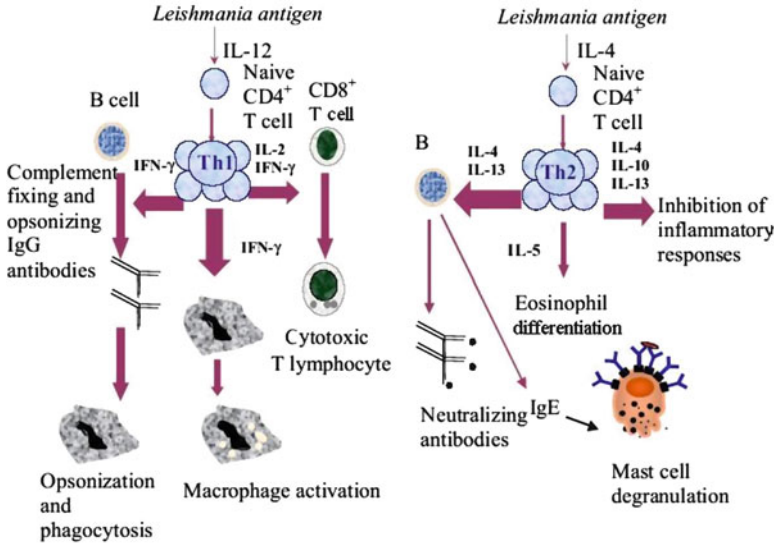 Leishmania antigen
IL-12
Naive
CD4+
T cell
B cell
CD8+
T cell
Th1
IFN-γ
IL-2
IFN-γ
Complement
fixing and
opsonizing
IgG
antibodies
IFN-γ
Cytotoxic
T lymphocyte
Opsonization
and
phagocytosis
Macrophage activation
Leishmania antigen
IL-4
Naive
CD4+
T cell
B
IL-4
IL-13
Th2
IL-4
IL-10
IL-13
Inhibition of
inflammatory
responses
IL-5
Eosinophil
differentiation
Neutralizing
antibodies
IgE
Mast cell
degranulation